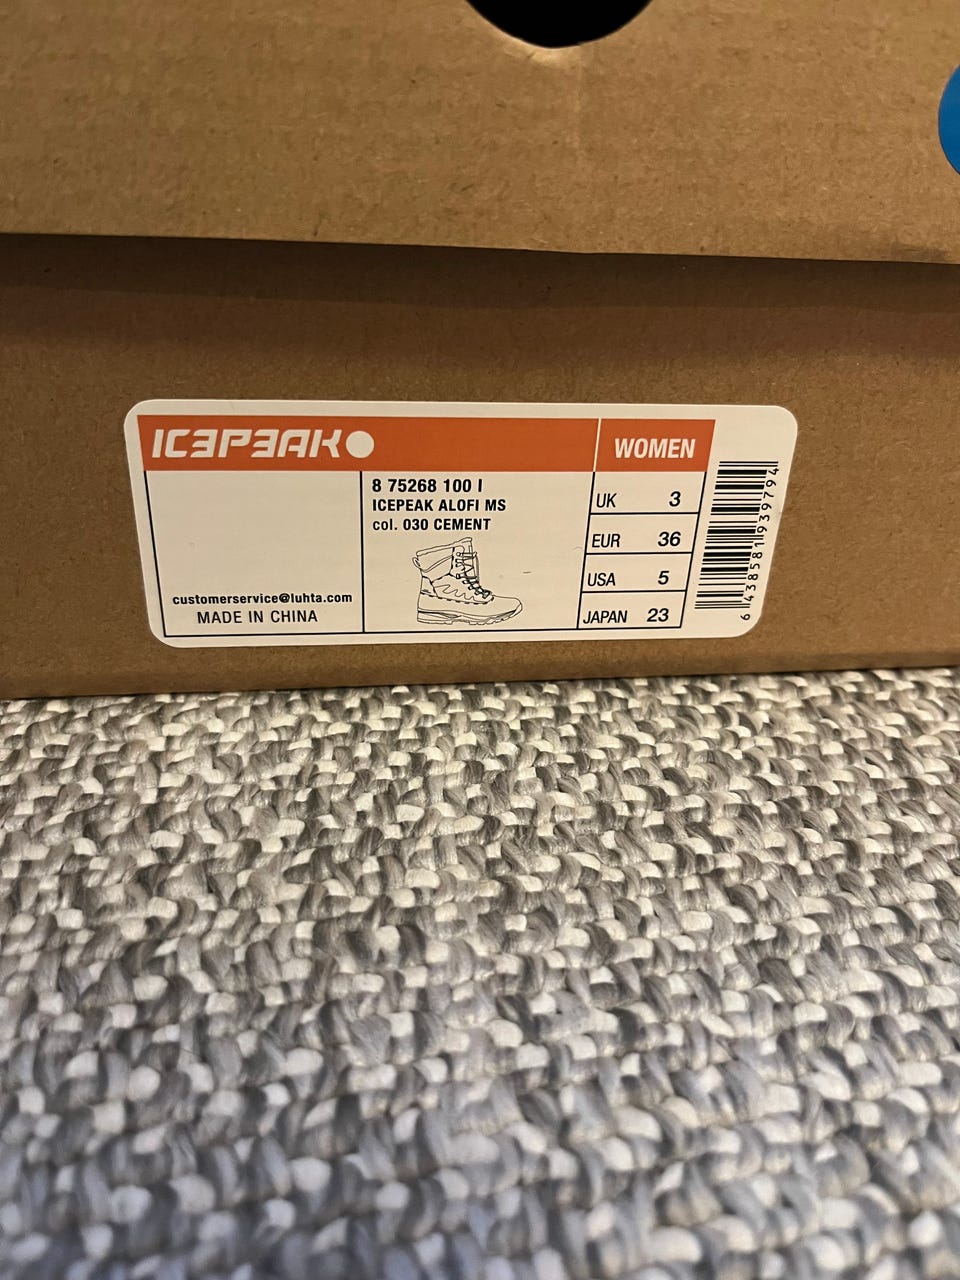 ICEPEAK
WOMEN
8 75268 100 I
ICEPEAK ALOFI MS
col. 030 CEMENT
customerservice@luhta.com
MADE IN CHINA
UK 3
EUR 36
USA 5
JAPAN 23
6 438581 939794